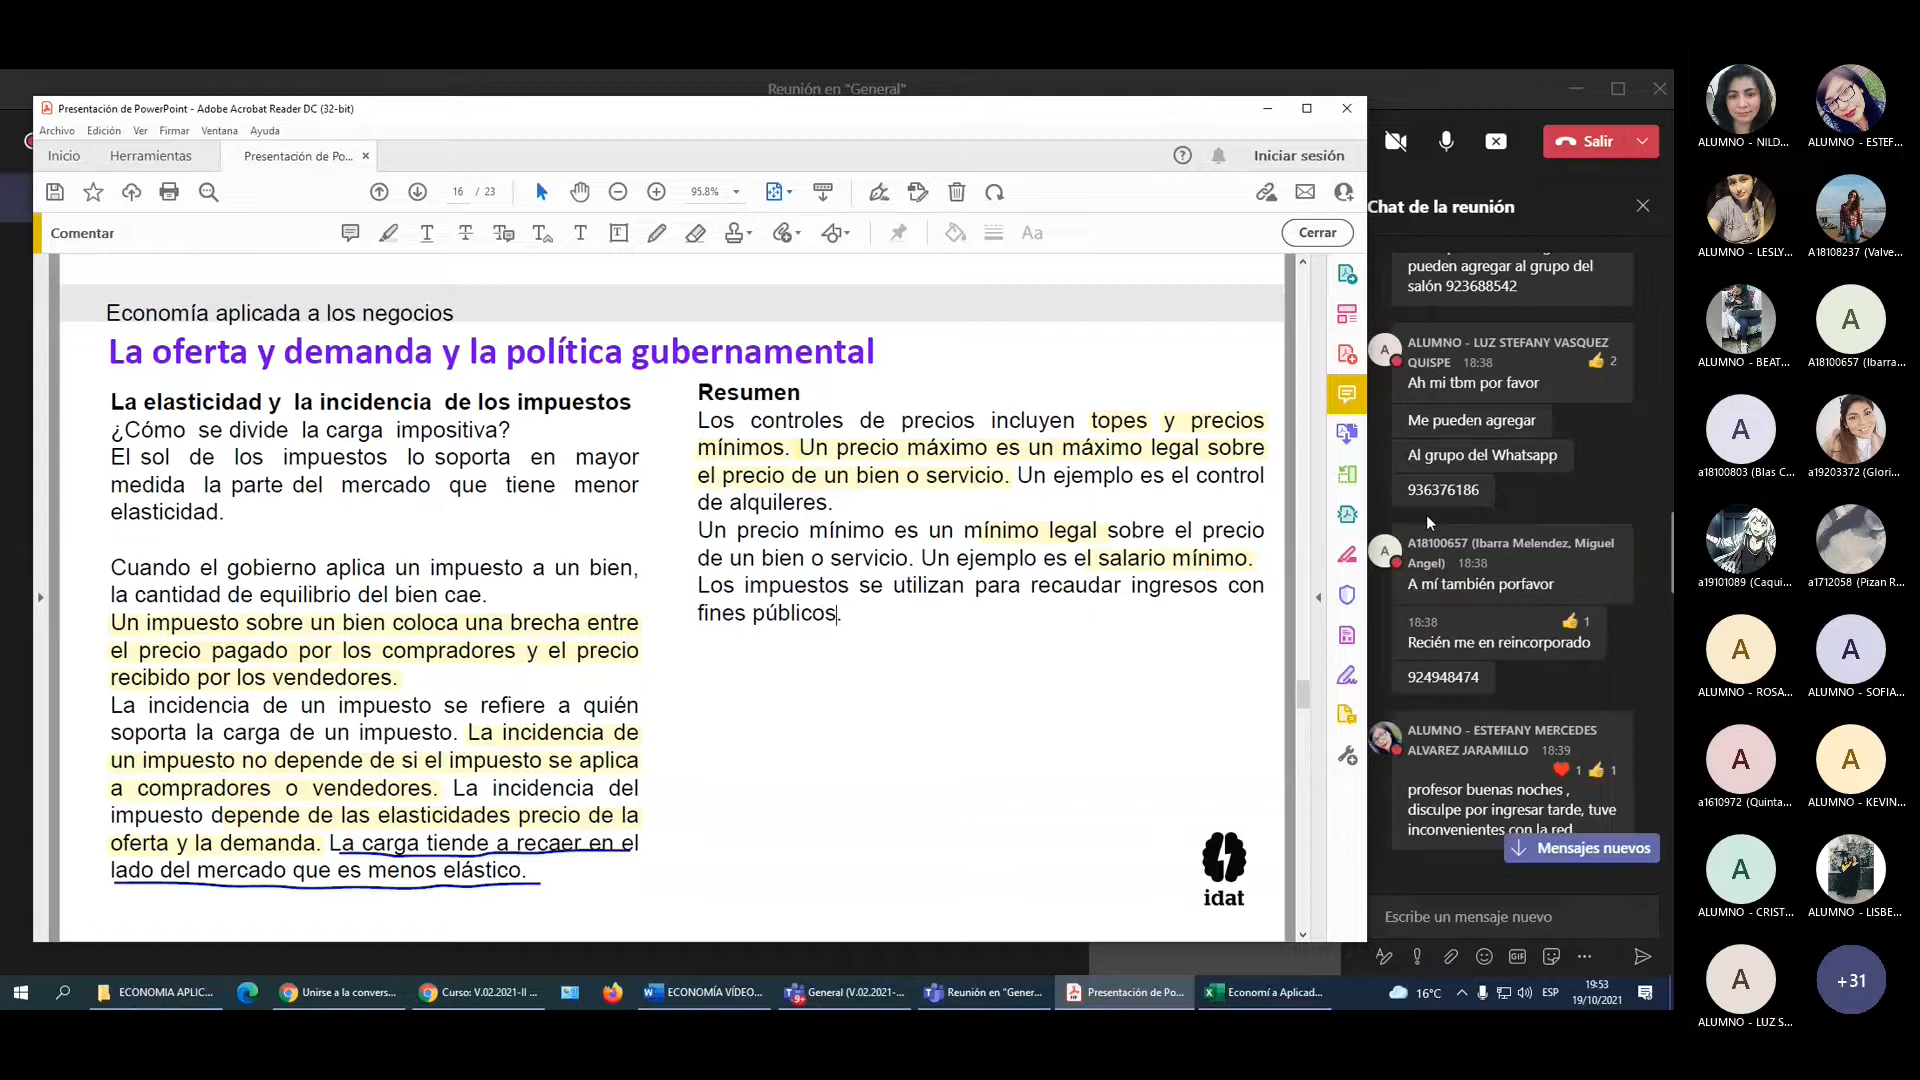 Reunión en "General"
Presentación de PowerPoint - Adobe Acrobat Reader DC (32-bit)
Archivo Edición Ver Firmar Ventana Ayuda
Inicio Herramientas Presentación de Po... Iniciar sesión
16 / 23 95.8%
Comentar Aa Cerrar
Economía aplicada a los negocios
La oferta y demanda y la política gubernamental
La elasticidad y la incidencia de los impuestos
¿Cómo se divide la carga impositiva?
El sol de los impuestos lo soporta en mayor
medida la parte del mercado que tiene menor
elasticidad.
Cuando el gobierno aplica un impuesto a un bien,
la cantidad de equilibrio del bien cae.
Un impuesto sobre un bien coloca una brecha entre
el precio pagado por los compradores y el precio
recibido por los vendedores.
La incidencia de un impuesto se refiere a quién
soporta la carga de un impuesto. La incidencia de
un impuesto no depende de si el impuesto se aplica
a compradores o vendedores. La incidencia del
impuesto depende de las elasticidades precio de la
oferta y la demanda. La carga tiende a recaer en el
lado del mercado que es menos elástico.
Resumen
Los controles de precios incluyen topes y precios
mínimos. Un precio máximo es un máximo legal sobre
el precio de un bien o servicio. Un ejemplo es el control
de alquileres.
Un precio mínimo es un mínimo legal sobre el precio
de un bien o servicio. Un ejemplo es el salario mínimo.
Los impuestos se utilizan para recaudar ingresos con
fines públicos.
idat
Salir
Chat de la reunión
pueden agregar al grupo del
salón 923688542
ALUMNO - LUZ STEFANY VASQUEZ
QUISPE 18:38 2
Ah mi tbm por favor
Me pueden agregar
Al grupo del Whatsapp
936376186
A
A18100657 (Ibarra Melendez, Miguel
Angel) 18:38
A mí también porfavor
18:38 1
Recién me en reincorporado
924948474
A
ALUMNO - ESTEFANY MERCEDES
ALVAREZ JARAMILLO 18:39
1 1
profesor buenas noches ,
disculpe por ingresar tarde, tuve
inconvenientes con la red
Mensajes nuevos
Escribe un mensaje nuevo
GIF
ALUMNO - NILD... ALUMNO - ESTEF...
ALUMNO - LESLY... A18108237 (Valve...
A
ALUMNO - BEAT... A18100657 (Ibarra...
A
a18100803 (Blas C... a19203372 (Glori...
a19101089 (Caqui... a1712058 (Pizan R...
A A
ALUMNO - ROSA... ALUMNO - SOFIA...
A A
a1610972 (Quinta... ALUMNO - KEVIN...
A
ALUMNO - CRIST... ALUMNO - LISBE...
A +31
ALUMNO - LUZ S...
ECONOMIA APLIC... Unirse a la convers... Curso: V.02.2021-II ... ECONOMÍA VÍDEO... General (V.02.2021-... Reunión en "Gener... Presentación de Po... Economí a Aplicad... 16°C ESP 19:53
19/10/2021